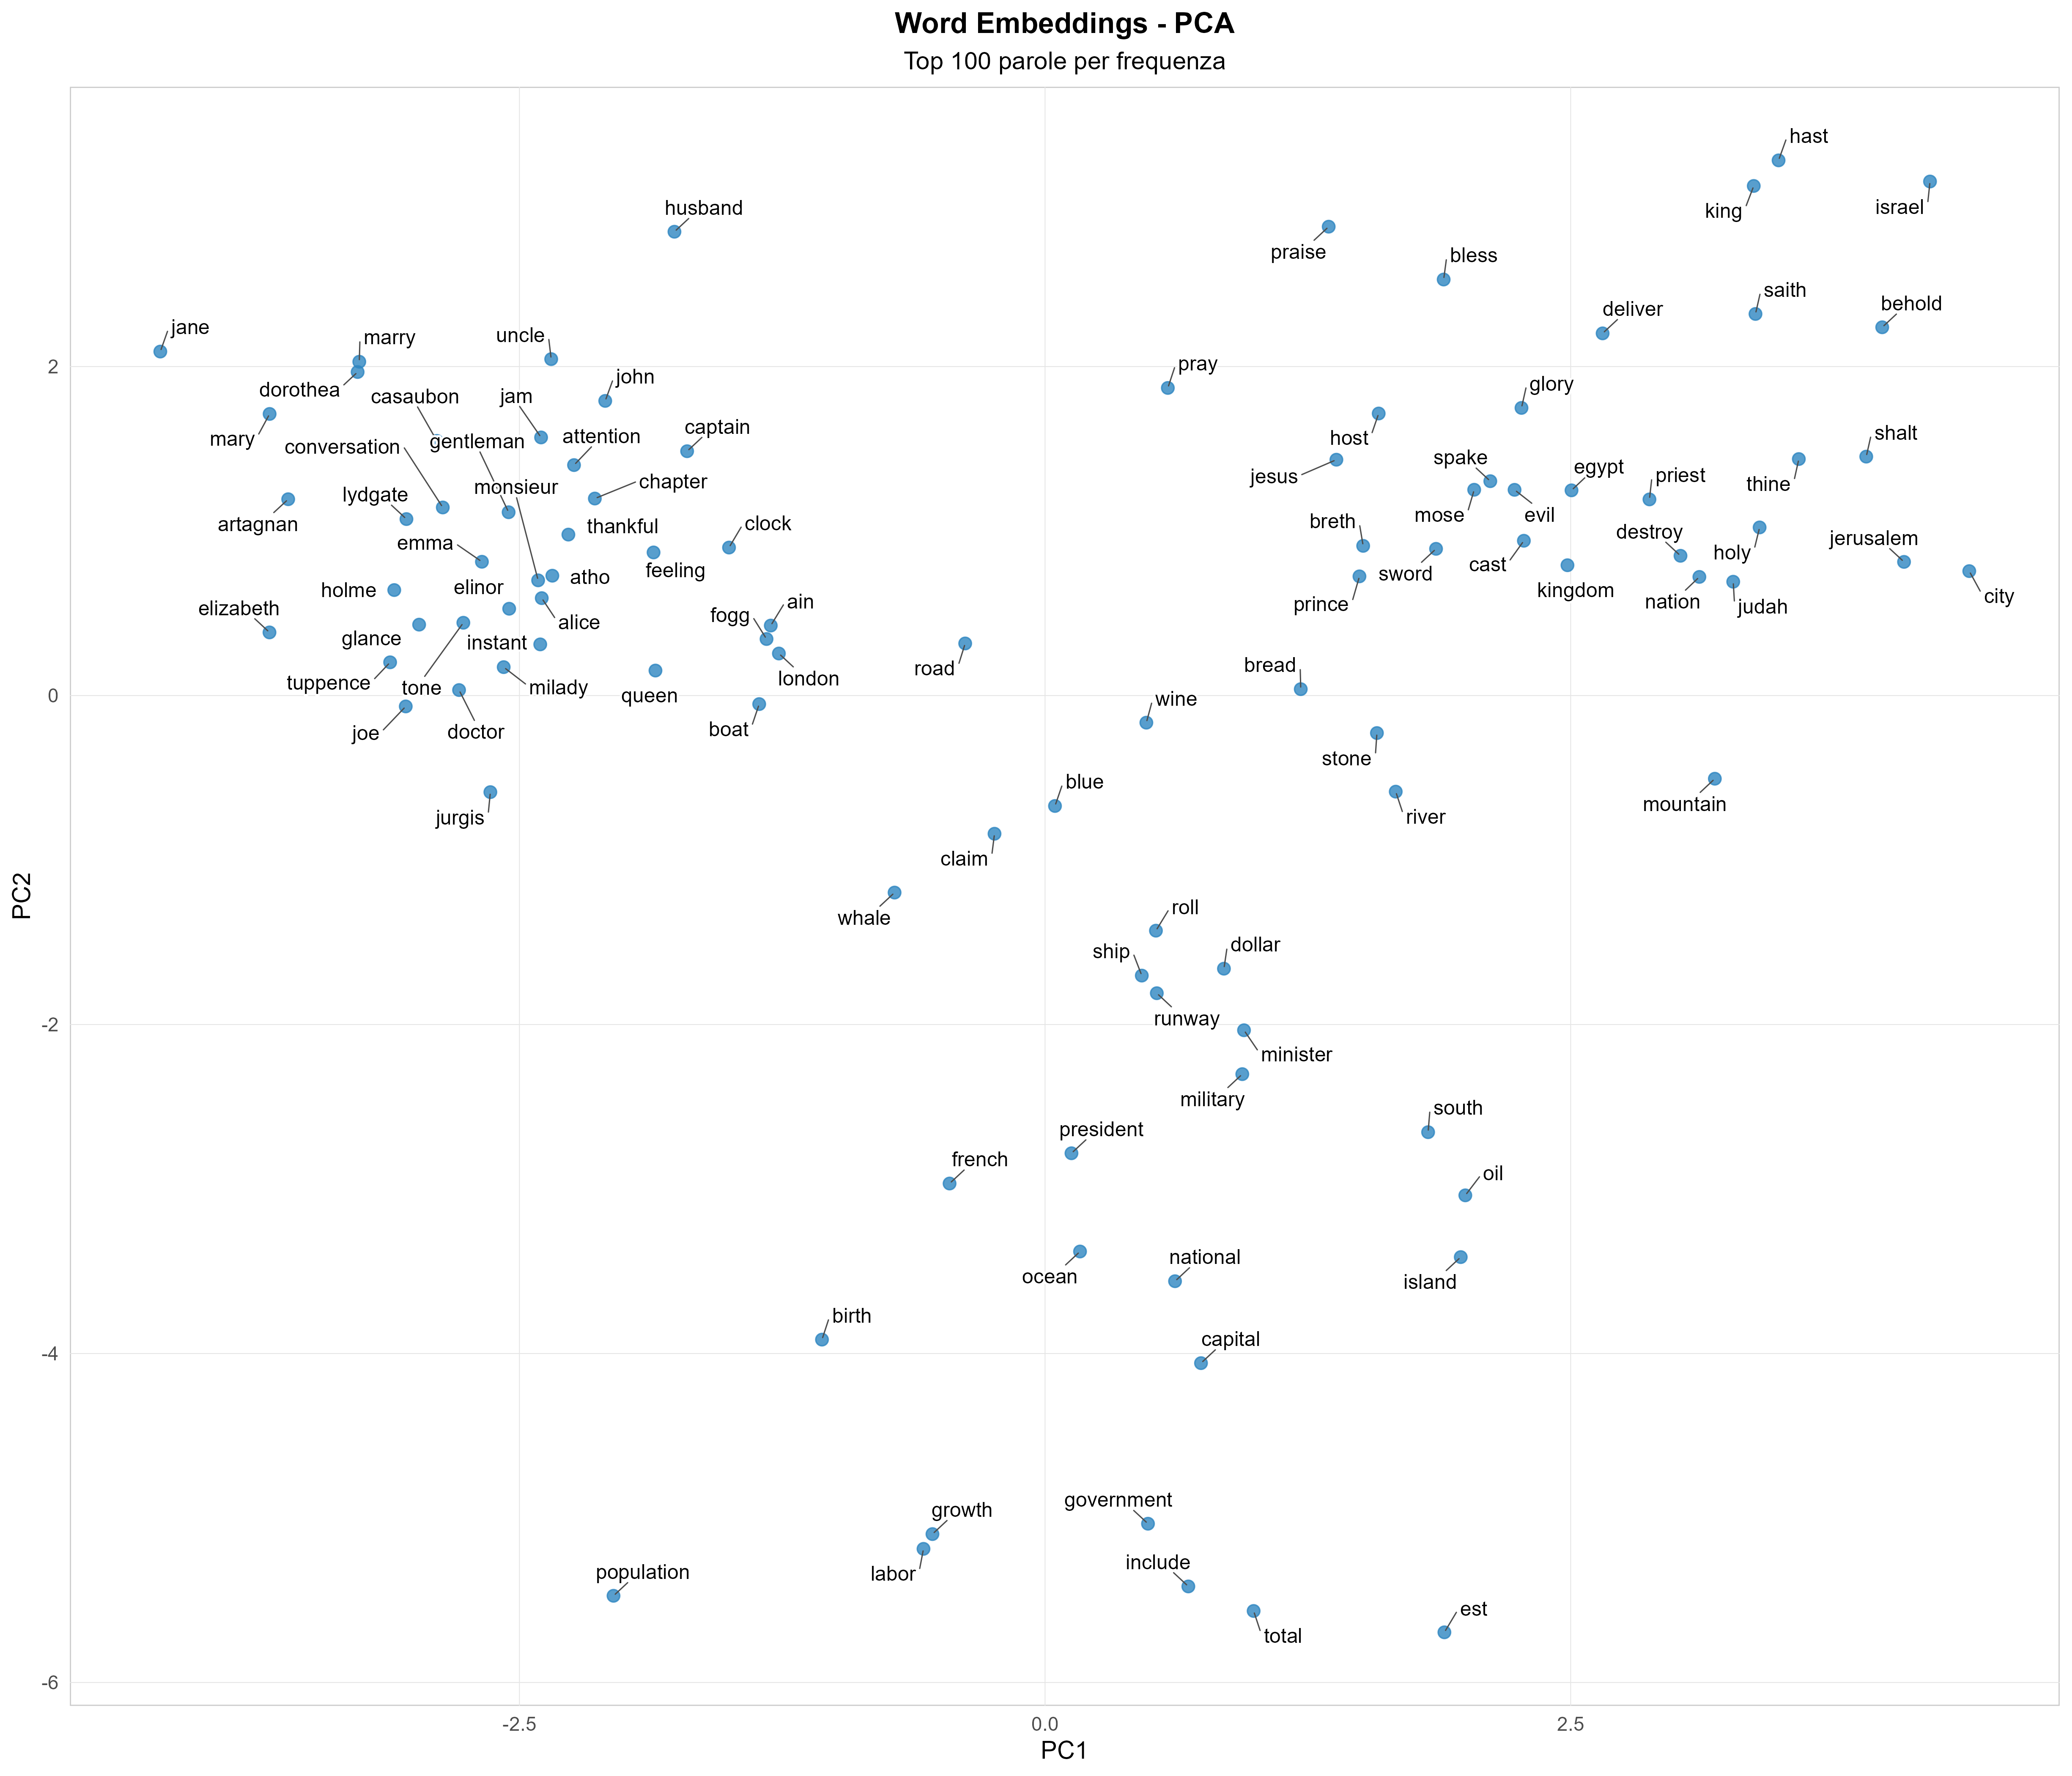 Word Embeddings - PCA
Top 100 parole per frequenza
hast
king
israel
husband
praise
bless
saith
behold
deliver
jane
marry
uncle
pray
dorothea
john
glory
casaubon
jam
mary
gentleman
attention
captain
host
shalt
conversation
spake
jesus
egypt
priest
thine
lydgate
monsieur
chapter
artagnan
mose
evil
breth
thankful
clock
destroy
holy
jerusalem
emma
feeling
sword
cast
atho
holme
elinor
kingdom
city
elizabeth
fogg
ain
prince
nation
judah
glance
instant
alice
tuppence
tone
milady
queen
london
road
bread
wine
joe
doctor
boat
stone
blue
mountain
jurgis
river
claim
whale
roll
ship
dollar
runway
minister
military
south
president
french
oil
ocean
national
island
birth
capital
government
growth
include
labor
population
est
total
2
0
-2
-4
-6
-2.5
0.0
2.5
PC1
PC2